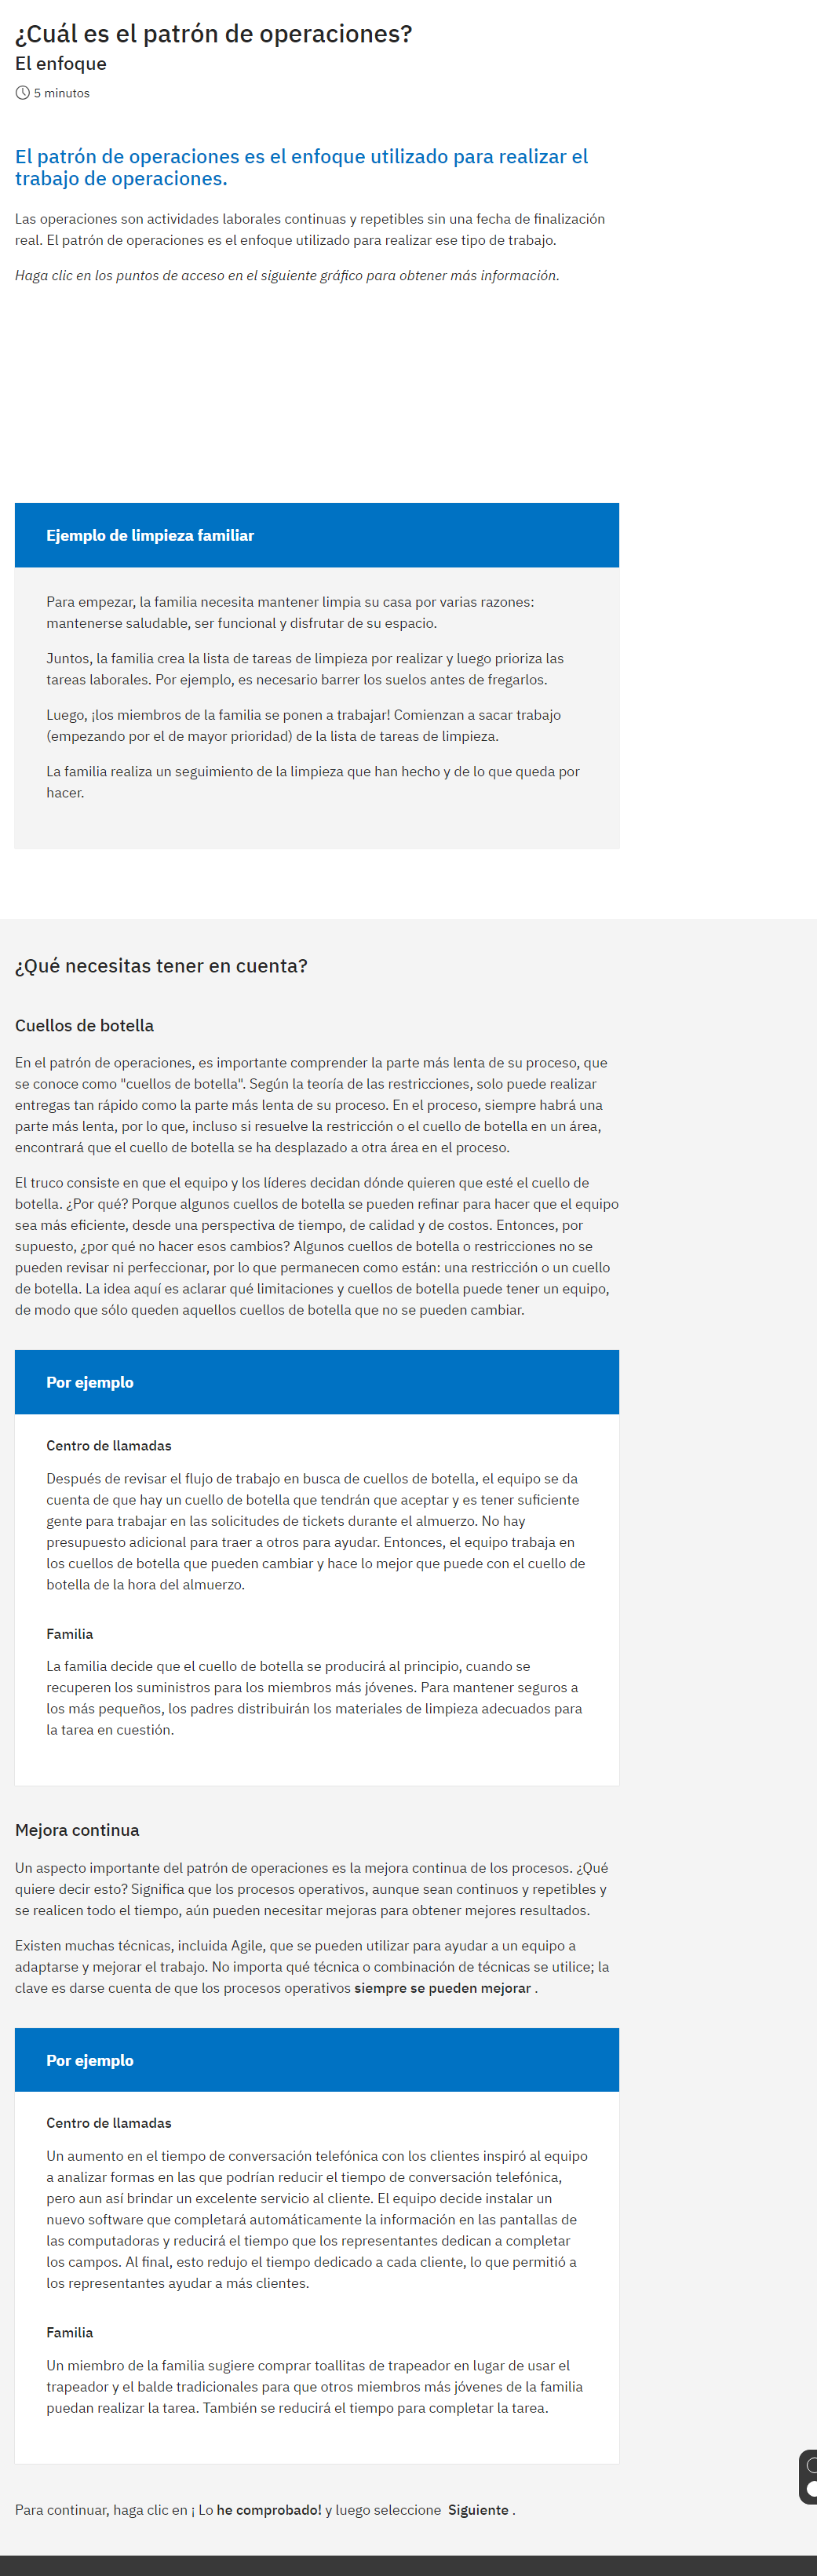 ¿Cuál es el patrón de operaciones?
El enfoque
5 minutos
El patrón de operaciones es el enfoque utilizado para realizar el
trabajo de operaciones.
Las operaciones son actividades laborales continuas y repetibles sin una fecha de finalización
real. El patrón de operaciones es el enfoque utilizado para realizar ese tipo de trabajo.
Haga clic en los puntos de acceso en el siguiente gráfico para obtener más información.
Ejemplo de limpieza familiar
Para empezar, la familia necesita mantener limpia su casa por varias razones:
mantenerse saludable, ser funcional y disfrutar de su espacio.
Juntos, la familia crea la lista de tareas de limpieza por realizar y luego prioriza las
tareas laborales. Por ejemplo, es necesario barrer los suelos antes de fregarlos.
Luego, ¡los miembros de la familia se ponen a trabajar! Comienzan a sacar trabajo
(empezando por el de mayor prioridad) de la lista de tareas de limpieza.
La familia realiza un seguimiento de la limpieza que han hecho y de lo que queda por
hacer.
¿Qué necesitas tener en cuenta?
Cuellos de botella
En el patrón de operaciones, es importante comprender la parte más lenta de su proceso, que
se conoce como "cuellos de botella". Según la teoría de las restricciones, solo puede realizar
entregas tan rápido como la parte más lenta de su proceso. En el proceso, siempre habrá una
parte más lenta, por lo que, incluso si resuelve la restricción o el cuello de botella en un área,
encontrará que el cuello de botella se ha desplazado a otra área en el proceso.
El truco consiste en que el equipo y los líderes decidan dónde quieren que esté el cuello de
botella. ¿Por qué? Porque algunos cuellos de botella se pueden refinar para hacer que el equipo
sea más eficiente, desde una perspectiva de tiempo, de calidad y de costos. Entonces, por
supuesto, ¿por qué no hacer esos cambios? Algunos cuellos de botella o restricciones no se
pueden revisar ni perfeccionar, por lo que permanecen como están: una restricción o un cuello
de botella. La idea aquí es aclarar qué limitaciones y cuellos de botella puede tener un equipo,
de modo que sólo queden aquellos cuellos de botella que no se pueden cambiar.
Por ejemplo
Centro de llamadas
Después de revisar el flujo de trabajo en busca de cuellos de botella, el equipo se da
cuenta de que hay un cuello de botella que tendrán que aceptar y es tener suficiente
gente para trabajar en las solicitudes de tickets durante el almuerzo. No hay
presupuesto adicional para traer a otros para ayudar. Entonces, el equipo trabaja en
los cuellos de botella que pueden cambiar y hace lo mejor que puede con el cuello de
botella de la hora del almuerzo.
Familia
La familia decide que el cuello de botella se producirá al principio, cuando se
recuperen los suministros para los miembros más jóvenes. Para mantener seguros a
los más pequeños, los padres distribuirán los materiales de limpieza adecuados para
la tarea en cuestión.
Mejora continua
Un aspecto importante del patrón de operaciones es la mejora continua de los procesos. ¿Qué
quiere decir esto? Significa que los procesos operativos, aunque sean continuos y repetibles y
se realicen todo el tiempo, aún pueden necesitar mejoras para obtener mejores resultados.
Existen muchas técnicas, incluida Agile, que se pueden utilizar para ayudar a un equipo a
adaptarse y mejorar el trabajo. No importa qué técnica o combinación de técnicas se utilice; la
clave es darse cuenta de que los procesos operativos siempre se pueden mejorar .
Por ejemplo
Centro de llamadas
Un aumento en el tiempo de conversación telefónica con los clientes inspiró al equipo
a analizar formas en las que podrían reducir el tiempo de conversación telefónica,
pero aun así brindar un excelente servicio al cliente. El equipo decide instalar un
nuevo software que completará automáticamente la información en las pantallas de
las computadoras y reducirá el tiempo que los representantes dedican a completar
los campos. Al final, esto redujo el tiempo dedicado a cada cliente, lo que permitió a
los representantes ayudar a más clientes.
Familia
Un miembro de la familia sugiere comprar toallitas de trapeador en lugar de usar el
trapeador y el balde tradicionales para que otros miembros más jóvenes de la familia
puedan realizar la tarea. También se reducirá el tiempo para completar la tarea.
Para continuar, haga clic en ¡ Lo he comprobado! y luego seleccione Siguiente .